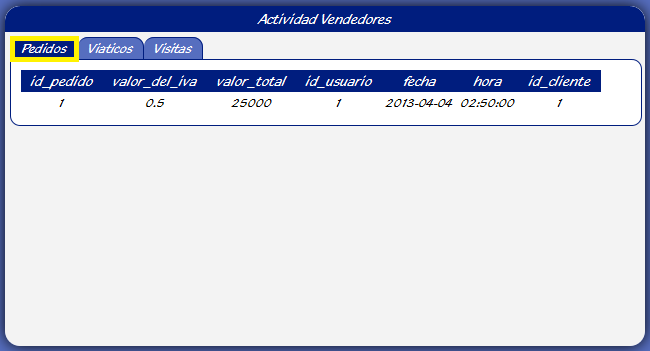 Actividad Vendedores
Pedidos Viaticos Visitas
id_pedido valor_del_iva valor_total id_usuario fecha hora id_cliente
1 0.5 25000 1 2013-04-04 02:50:00 1